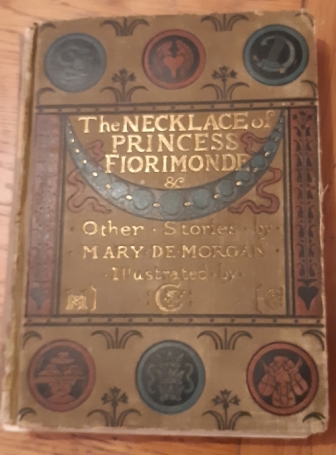 The NECKLACE of
PRINCESS
FIORIMONDE
&
Other Stories by
MARY DE MORGAN
Illustrated by